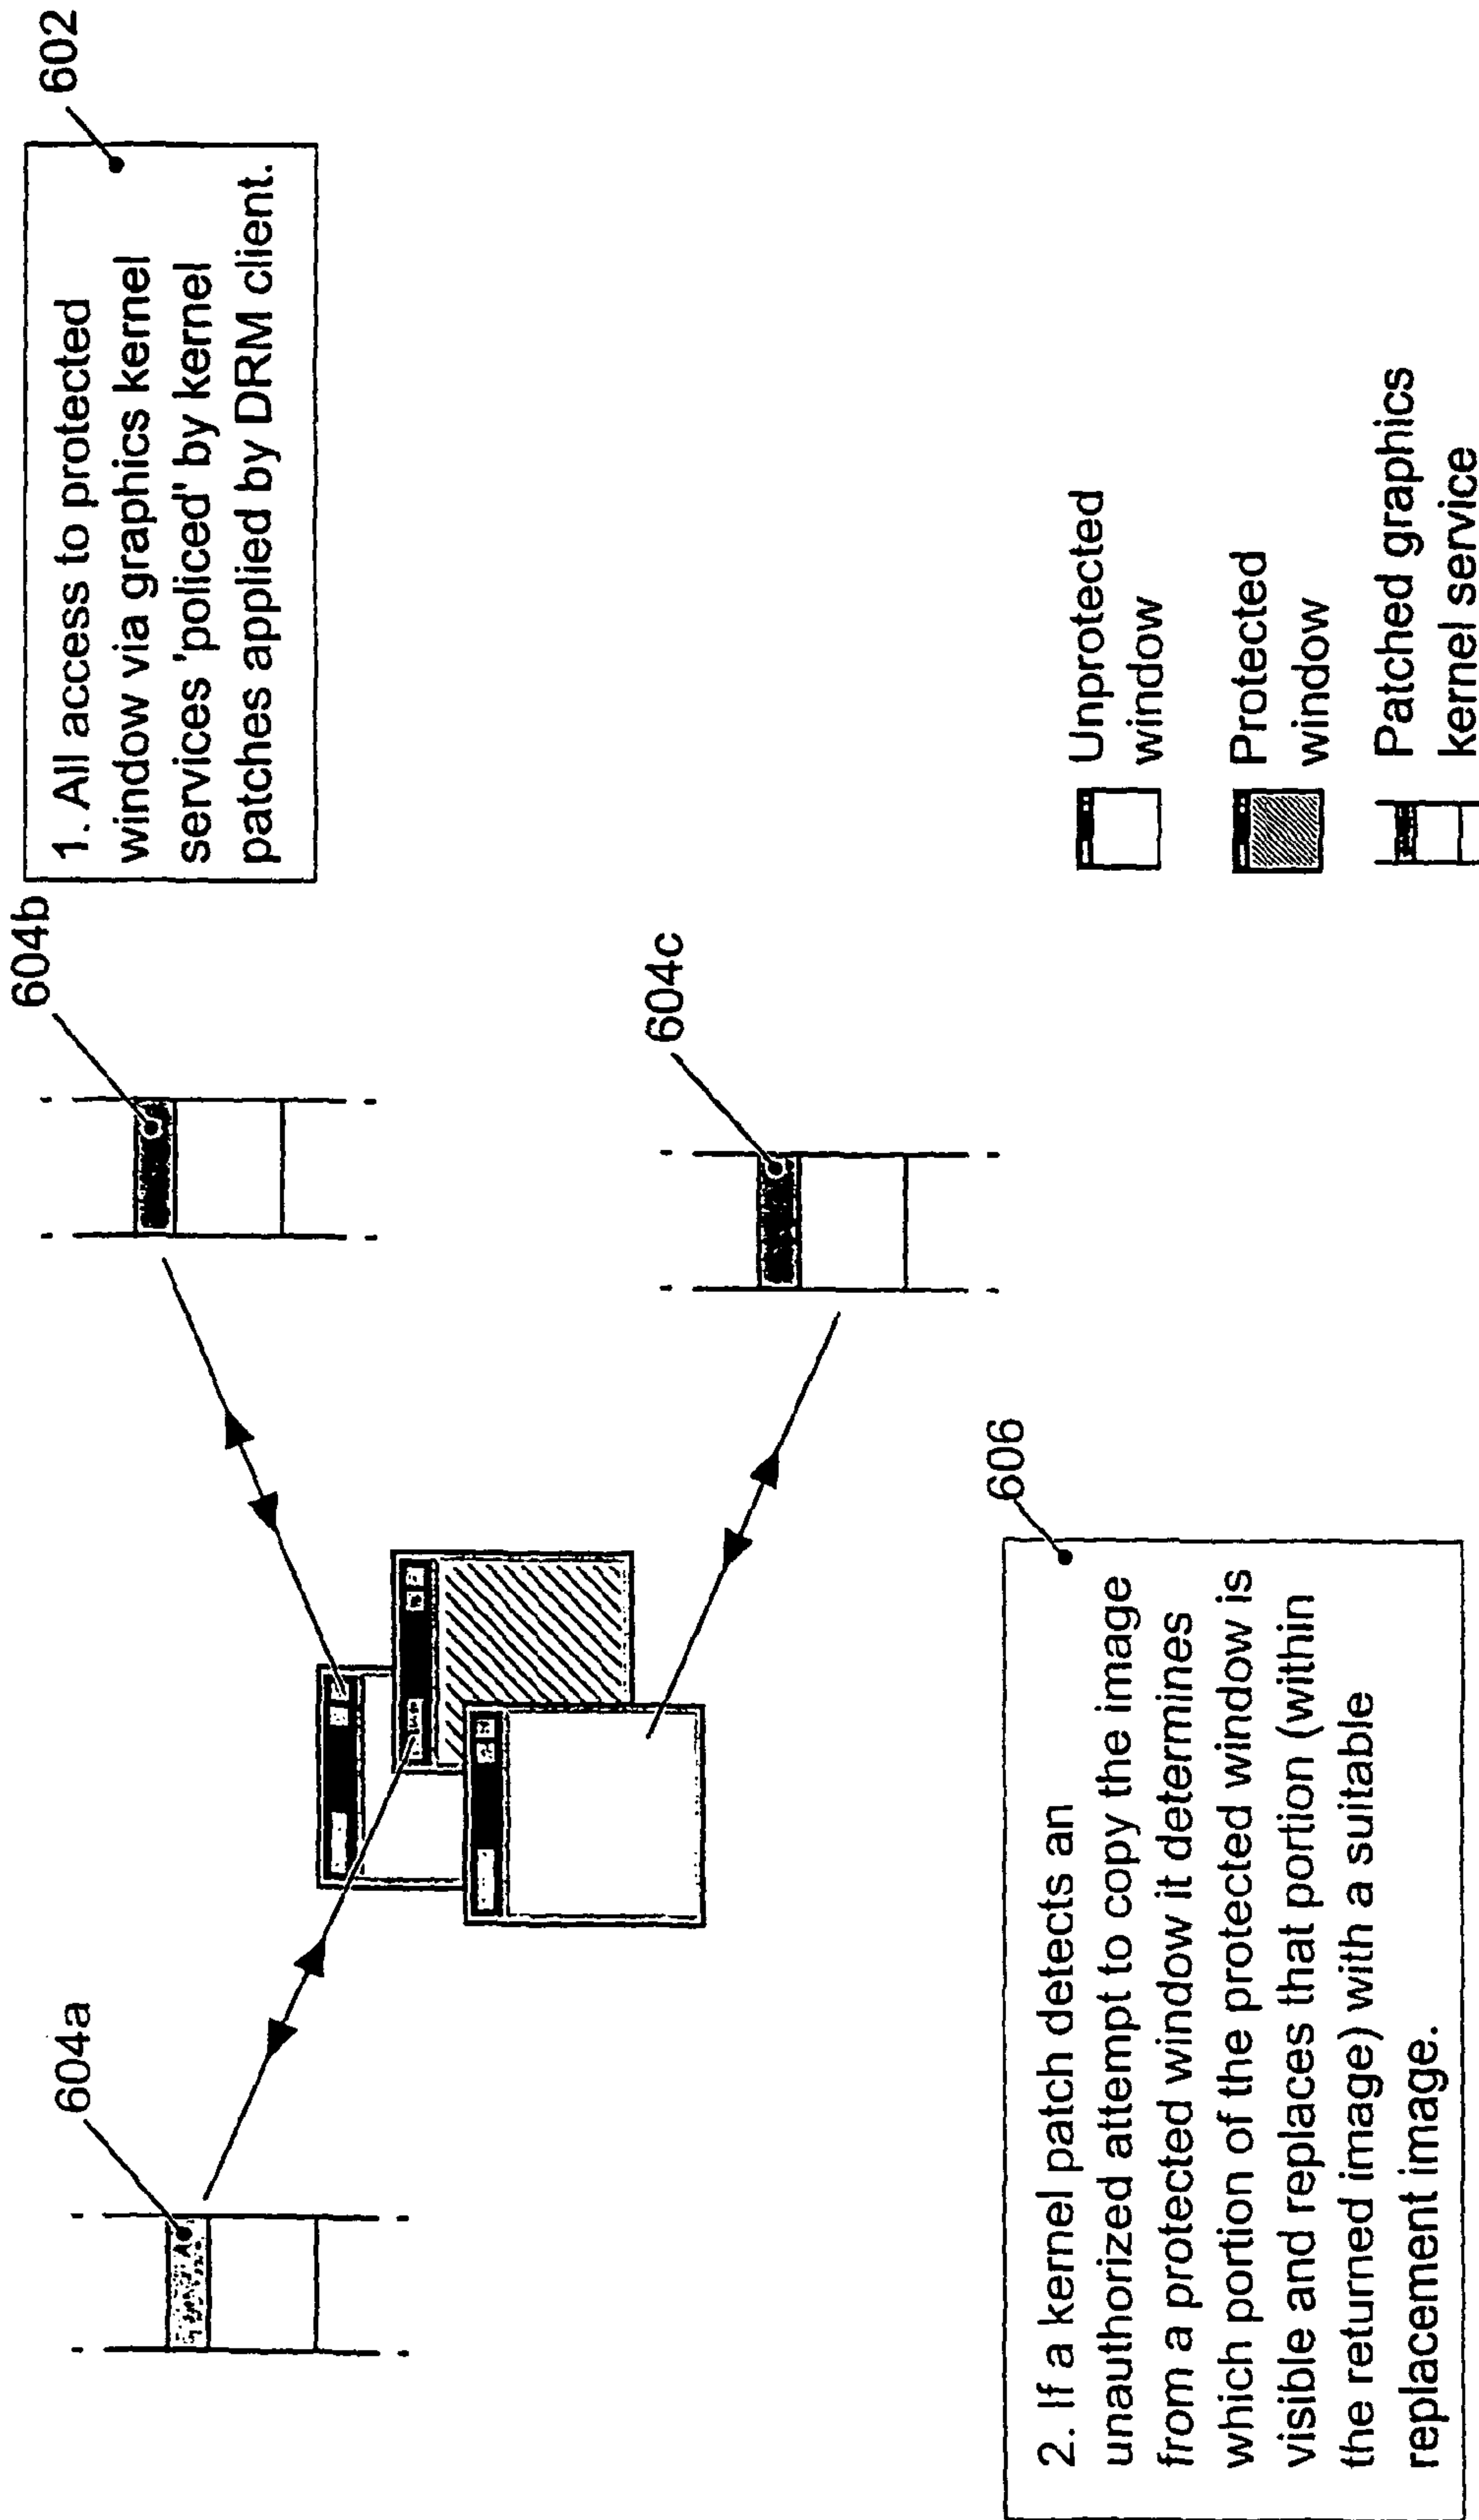 602
1. All access to protected
window via graphics kernel
services 'policed' by kernel
patches applied by DRM client.
604a
604b
604c
606
2. If a kernel patch detects an
unauthorized attempt to copy the image
from a protected window it determines
which portion of the protected window is
visible and replaces that portion (within
the returned image) with a suitable
replacement image.
Unprotected
window
Protected
window
Patched graphics
kernel service